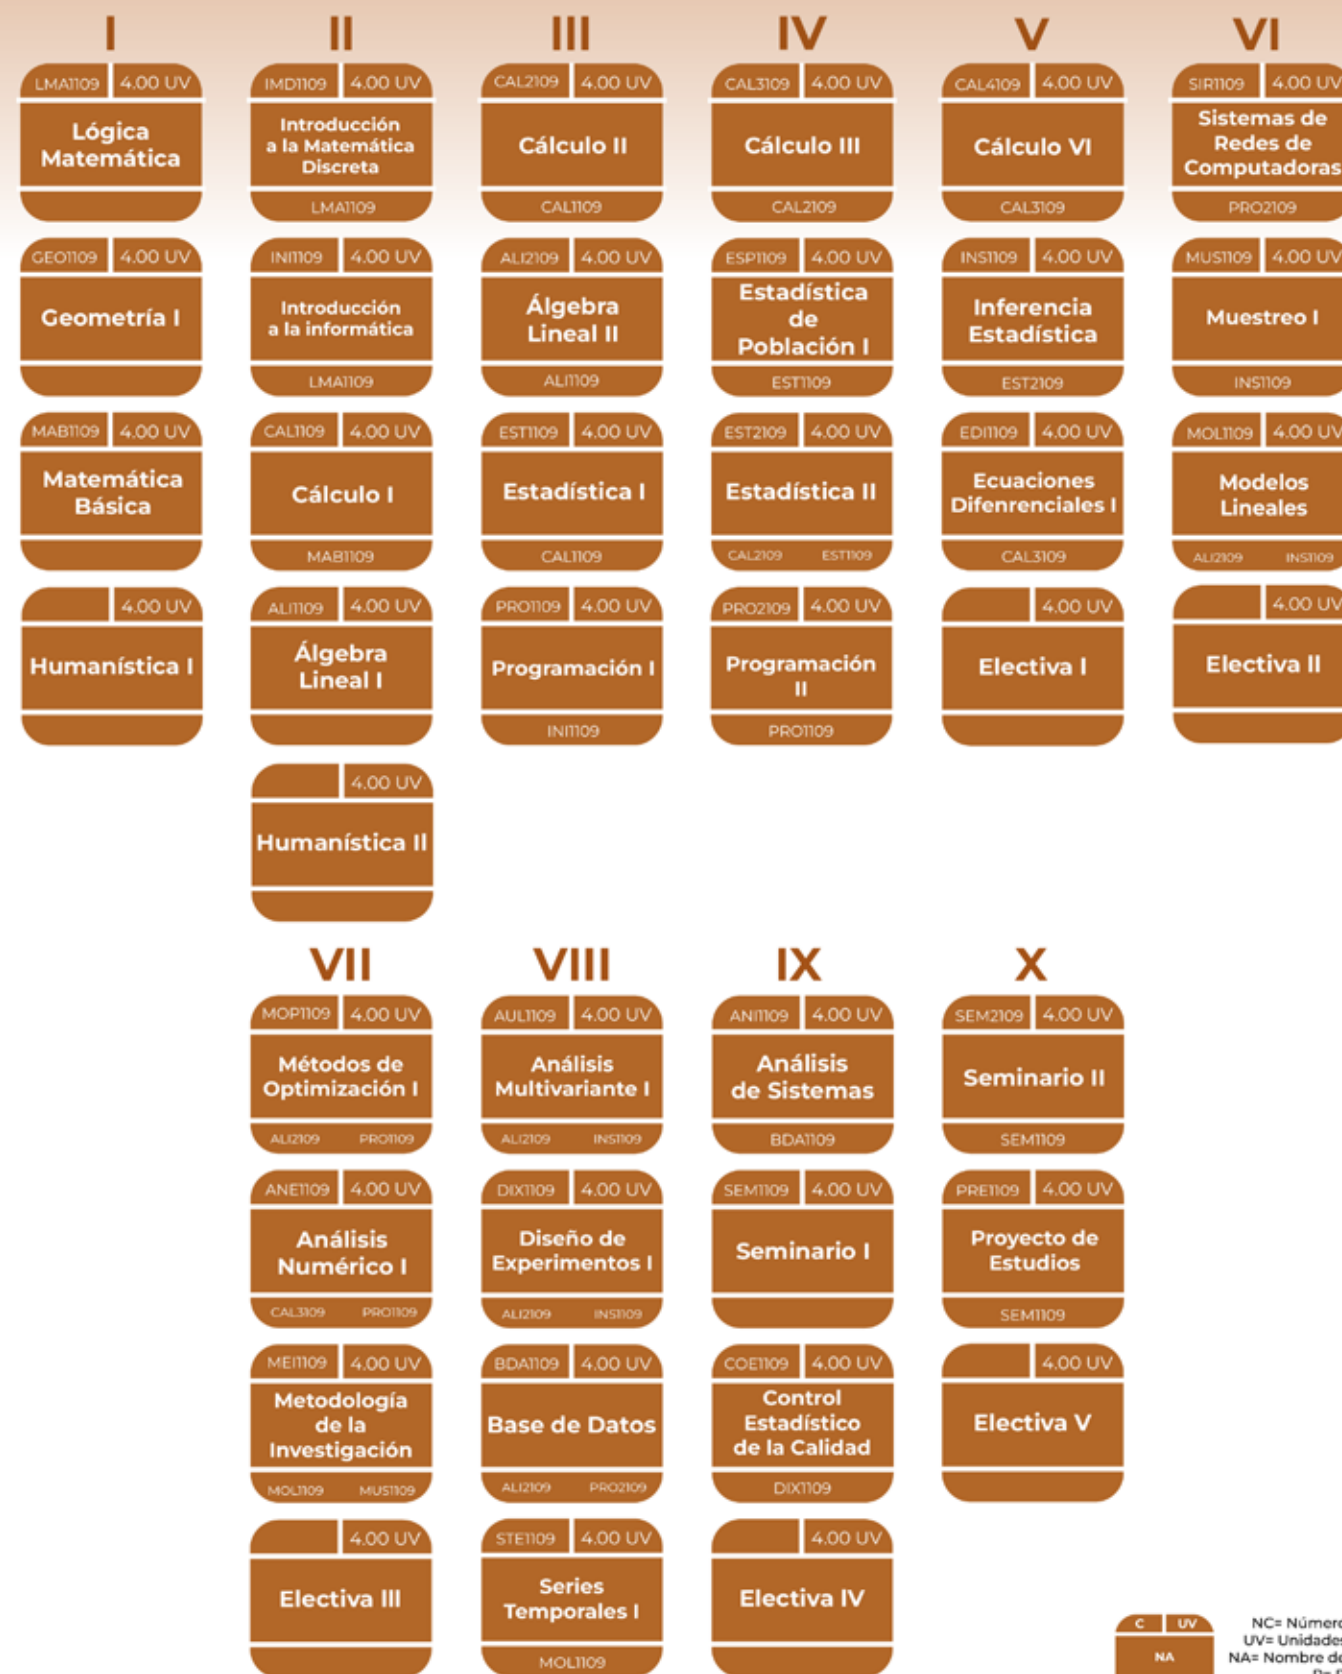 I
II
III
IV
V
VI
LMA1109 4.00 UV
Lógica
Matemática
IMD1109 4.00 UV
Introducción
a la Matemática
Discreta
LMA1109
CAL2109 4.00 UV
Cálculo II
CAL1109
CAL3109 4.00 UV
Cálculo III
CAL2109
CAL4109 4.00 UV
Cálculo VI
CAL3109
SIR1109 4.00 UV
Sistemas de
Redes de
Computadoras
PRO2109
GEO1109 4.00 UV
Geometría I
INI1109 4.00 UV
Introducción
a la informática
LMA1109
ALI2109 4.00 UV
Álgebra
Lineal II
ALI1109
ESP1109 4.00 UV
Estadística
de
Población I
EST1109
INS1109 4.00 UV
Inferencia
Estadística
EST2109
MUS1109 4.00 UV
Muestreo I
INS1109
MAB1109 4.00 UV
Matemática
Básica
CAL1109 4.00 UV
Cálculo I
MAB1109
EST1109 4.00 UV
Estadística I
CAL1109
EST2109 4.00 UV
Estadística II
CAL2109 EST1109
EDI1109 4.00 UV
Ecuaciones
Difenrenciales I
CAL3109
MOL1109 4.00 UV
Modelos
Lineales
ALI2109 INS1109
4.00 UV
Humanística I
ALI1109 4.00 UV
Álgebra
Lineal I
PRO1109 4.00 UV
Programación I
INI1109
PRO2109 4.00 UV
Programación
II
PRO1109
4.00 UV
Electiva I
4.00 UV
Electiva II
4.00 UV
Humanística II
VII
VIII
IX
X
MOP1109 4.00 UV
Métodos de
Optimización I
ALI2109 PRO1109
AUL1109 4.00 UV
Análisis
Multivariante I
ALI2109 INS1109
ANI1109 4.00 UV
Análisis
de Sistemas
BDA1109
SEM2109 4.00 UV
Seminario II
SEM1109
ANE1109 4.00 UV
Análisis
Numérico I
CAL3109 PRO1109
DIX1109 4.00 UV
Diseño de
Experimentos I
ALI2109 INS1109
SEM1109 4.00 UV
Seminario I
PRE1109 4.00 UV
Proyecto de
Estudios
SEM1109
MEI1109 4.00 UV
Metodología
de la
Investigación
MOL1109 MUS1109
BDA1109 4.00 UV
Base de Datos
ALI2109 PRO2109
COE1109 4.00 UV
Control
Estadístico
de la Calidad
DIX1109
4.00 UV
Electiva V
4.00 UV
Electiva III
STE1109 4.00 UV
Series
Temporales I
MOL1109
4.00 UV
Electiva IV
C UV
NA
NC= Número
UV= Unidades
NA= Nombre de